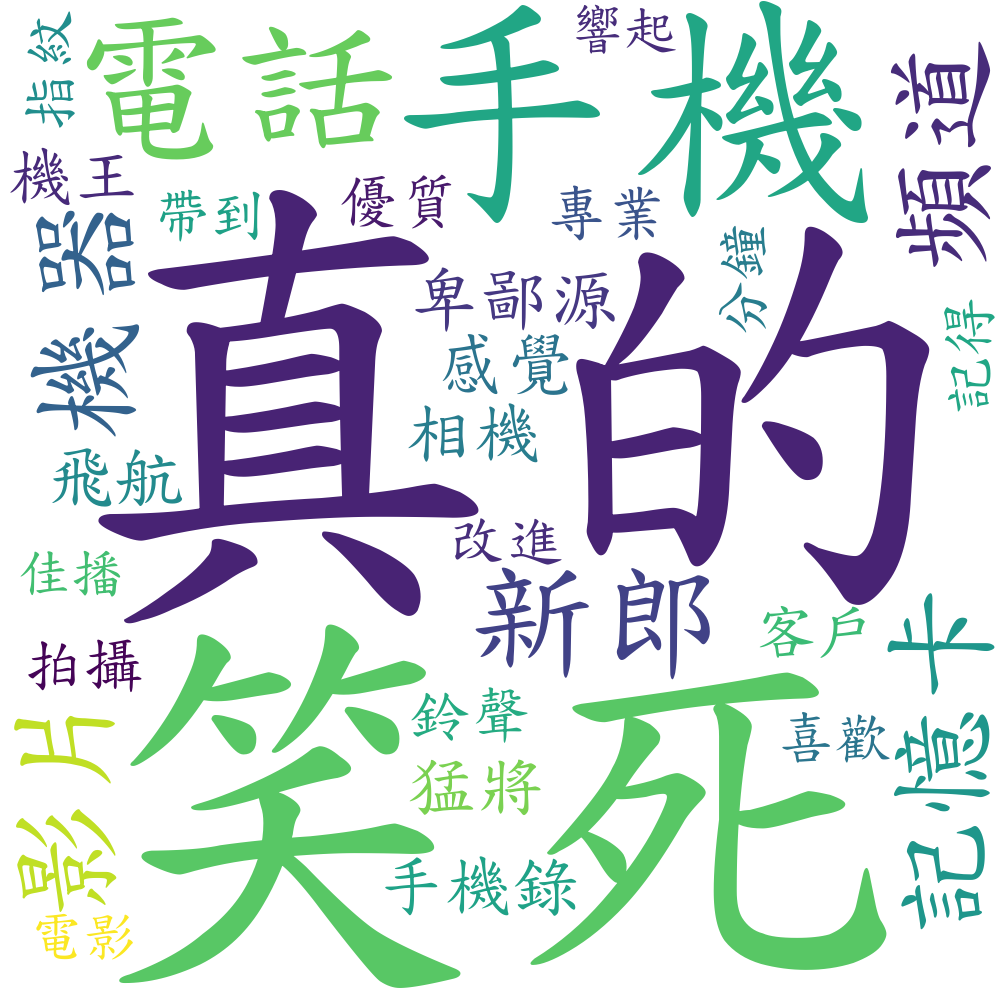 指紋
電話
手機
響起
頻道
機王
帶到
優質
專業
機器
真的
卑鄙源
分鐘
感覺
記得
相機
飛航
改進
佳播
新郎
客戶
拍攝
笑死
鈴聲
喜歡
記憶卡
影片
猛將
手機錄
電影